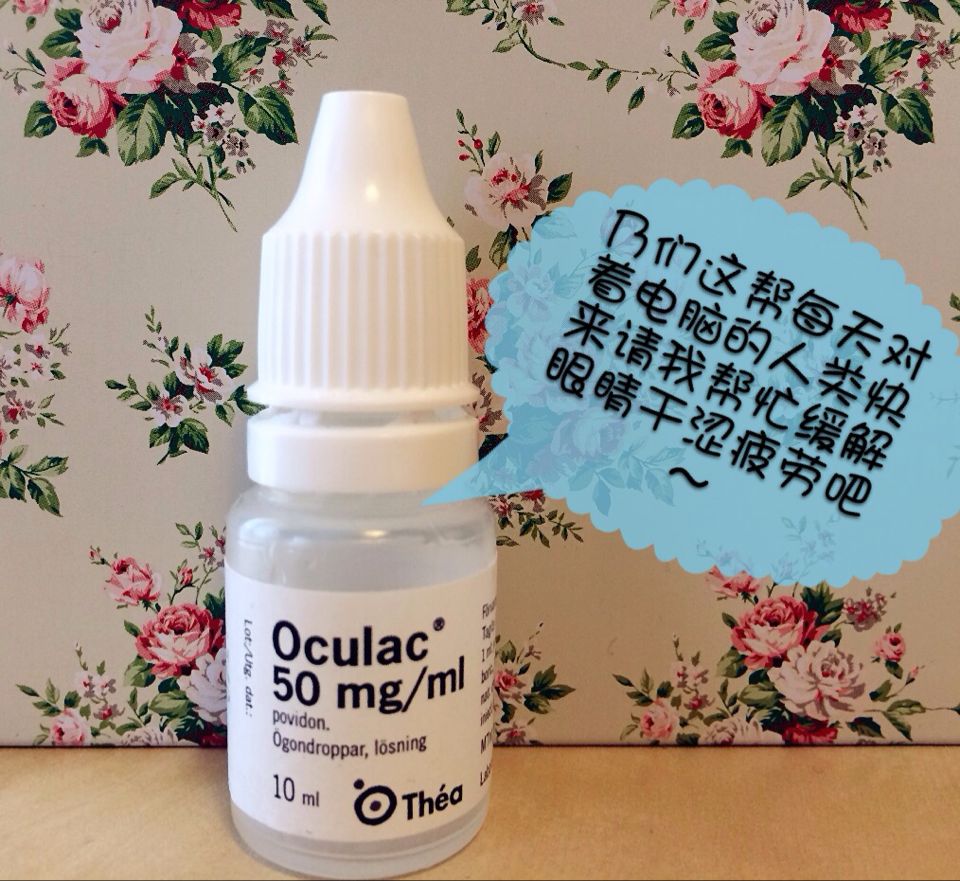 乃们这帮每天对
着电脑的人类快
来请我帮忙缓解
眼睛干涩疲劳吧
~
Lot:/Utg. dat.:
Oculac®
50 mg/ml
povidon.
Ögondroppar, lösning
10 ml
Théa